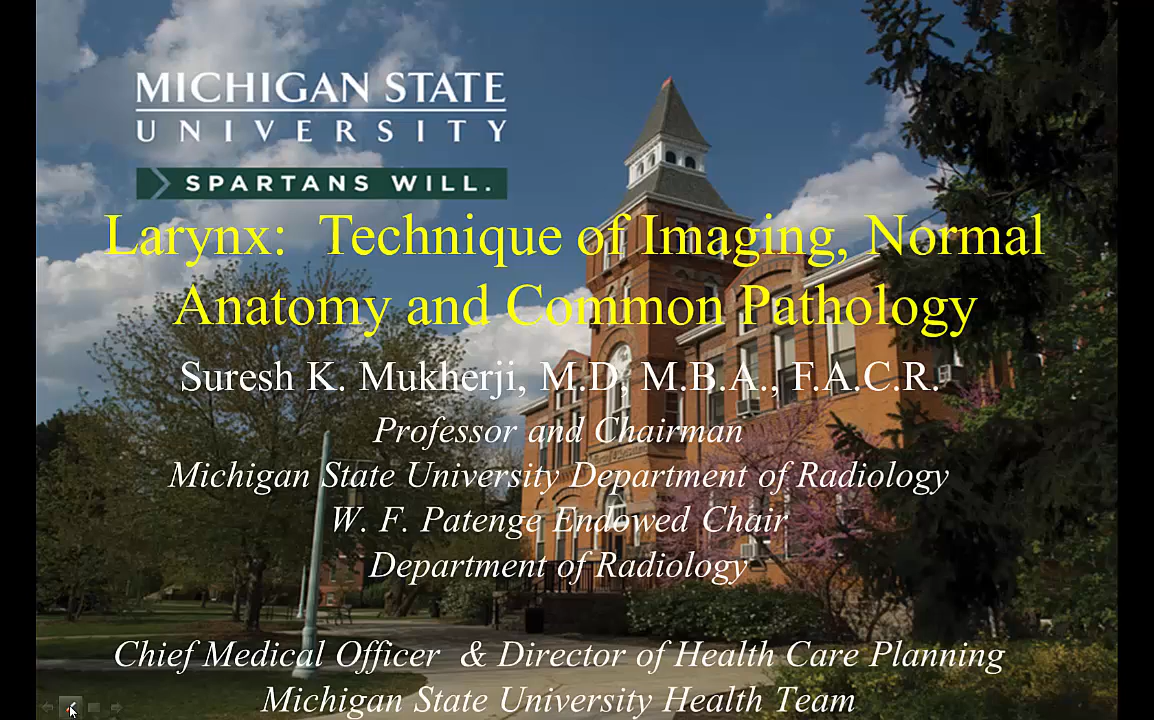 MICHIGAN STATE
UNIVERSITY
SPARTANS WILL.
Larynx: Technique of Imaging, Normal
Anatomy and Common Pathology
Suresh K. Mukherji, M.D, M.B.A., F.A.C.R.
Professor and Chairman
Michigan State University Department of Radiology
W. F. Patenge Endowed Chair
Department of Radiology
Chief Medical Officer & Director of Health Care Planning
Michigan State University Health Team